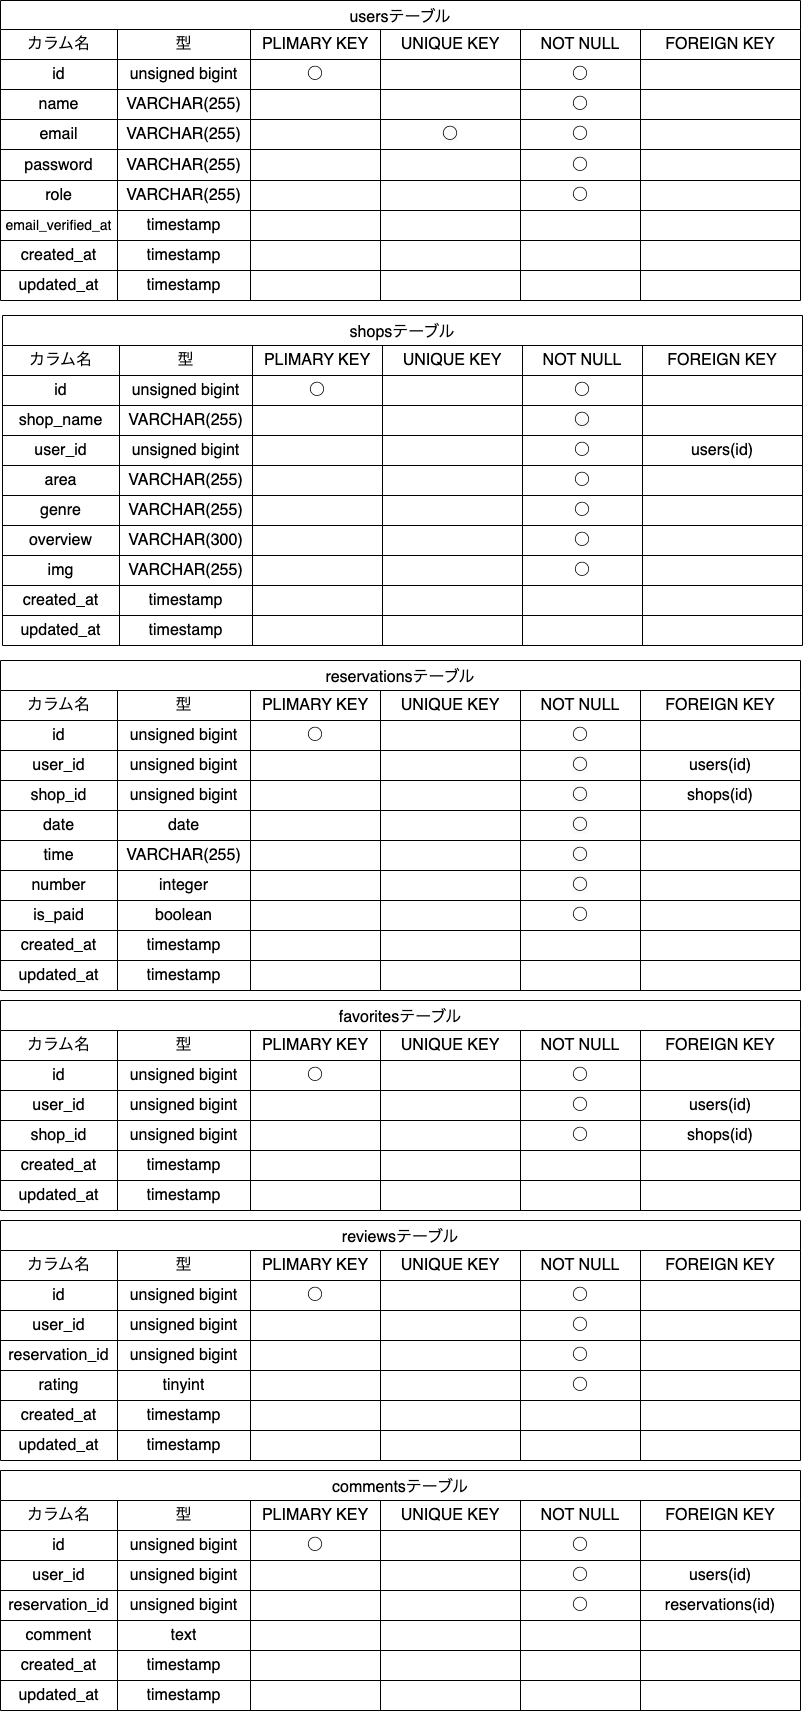 usersテーブル
カラム名 型 PLIMARY KEY UNIQUE KEY NOT NULL FOREIGN KEY
id unsigned bigint ○ ○
name VARCHAR(255) ○
email VARCHAR(255) ○ ○
password VARCHAR(255) ○
role VARCHAR(255) ○
email_verified_at timestamp
created_at timestamp
updated_at timestamp
shopsテーブル
カラム名 型 PLIMARY KEY UNIQUE KEY NOT NULL FOREIGN KEY
id unsigned bigint ○ ○
shop_name VARCHAR(255) ○
user_id unsigned bigint ○ users(id)
area VARCHAR(255) ○
genre VARCHAR(255) ○
overview VARCHAR(300) ○
img VARCHAR(255) ○
created_at timestamp
updated_at timestamp
reservationsテーブル
カラム名 型 PLIMARY KEY UNIQUE KEY NOT NULL FOREIGN KEY
id unsigned bigint ○ ○
user_id unsigned bigint ○ users(id)
shop_id unsigned bigint ○ shops(id)
date date ○
time VARCHAR(255) ○
number integer ○
is_paid boolean ○
created_at timestamp
updated_at timestamp
favoritesテーブル
カラム名 型 PLIMARY KEY UNIQUE KEY NOT NULL FOREIGN KEY
id unsigned bigint ○ ○
user_id unsigned bigint ○ users(id)
shop_id unsigned bigint ○ shops(id)
created_at timestamp
updated_at timestamp
reviewsテーブル
カラム名 型 PLIMARY KEY UNIQUE KEY NOT NULL FOREIGN KEY
id unsigned bigint ○ ○
user_id unsigned bigint ○
reservation_id unsigned bigint ○
rating tinyint ○
created_at timestamp
updated_at timestamp
commentsテーブル
カラム名 型 PLIMARY KEY UNIQUE KEY NOT NULL FOREIGN KEY
id unsigned bigint ○ ○
user_id unsigned bigint ○ users(id)
reservation_id unsigned bigint ○ reservations(id)
comment text
created_at timestamp
updated_at timestamp